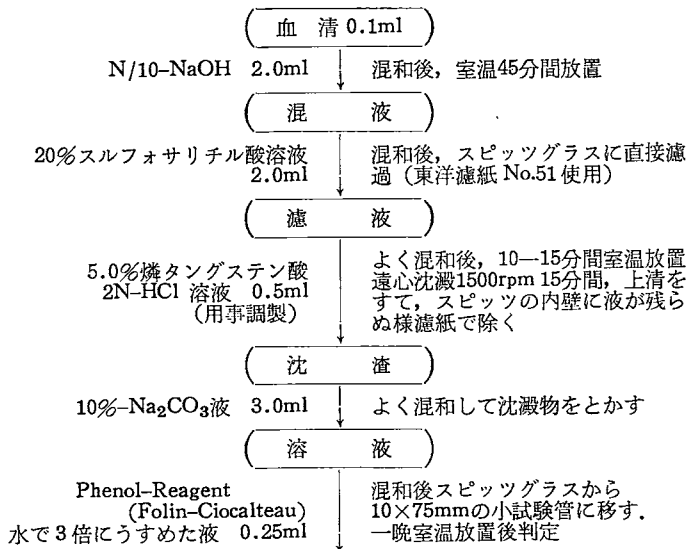 血 清 0.1ml
N/10-NaOH 2.0ml
混和後，室温45分間放置
混 液
20%スルフォサリチル酸溶液
2.0ml
混和後，スピッツグラスに直接濾
過（東洋濾紙 No.51 使用）
濾 液
5.0%燐タングステン酸
2N-HCl 溶液 0.5ml
（用事調製）
よく混和後，10—15分間室温放置
遠心沈澱1500rpm 15分間，上清を
すて，スピッツの内壁に液が残ら
ぬ様濾紙で除く
沈 渣
10%-Na₂CO₃液 3.0ml
よく混和して沈澱物をとかす
溶 液
Phenol-Reagent
(Folin-Ciocalteau)
水で3倍にうすめた液 0.25ml
混和後スピッツグラスから
10×75mmの小試験管に移す．
一晩室温放置後判定